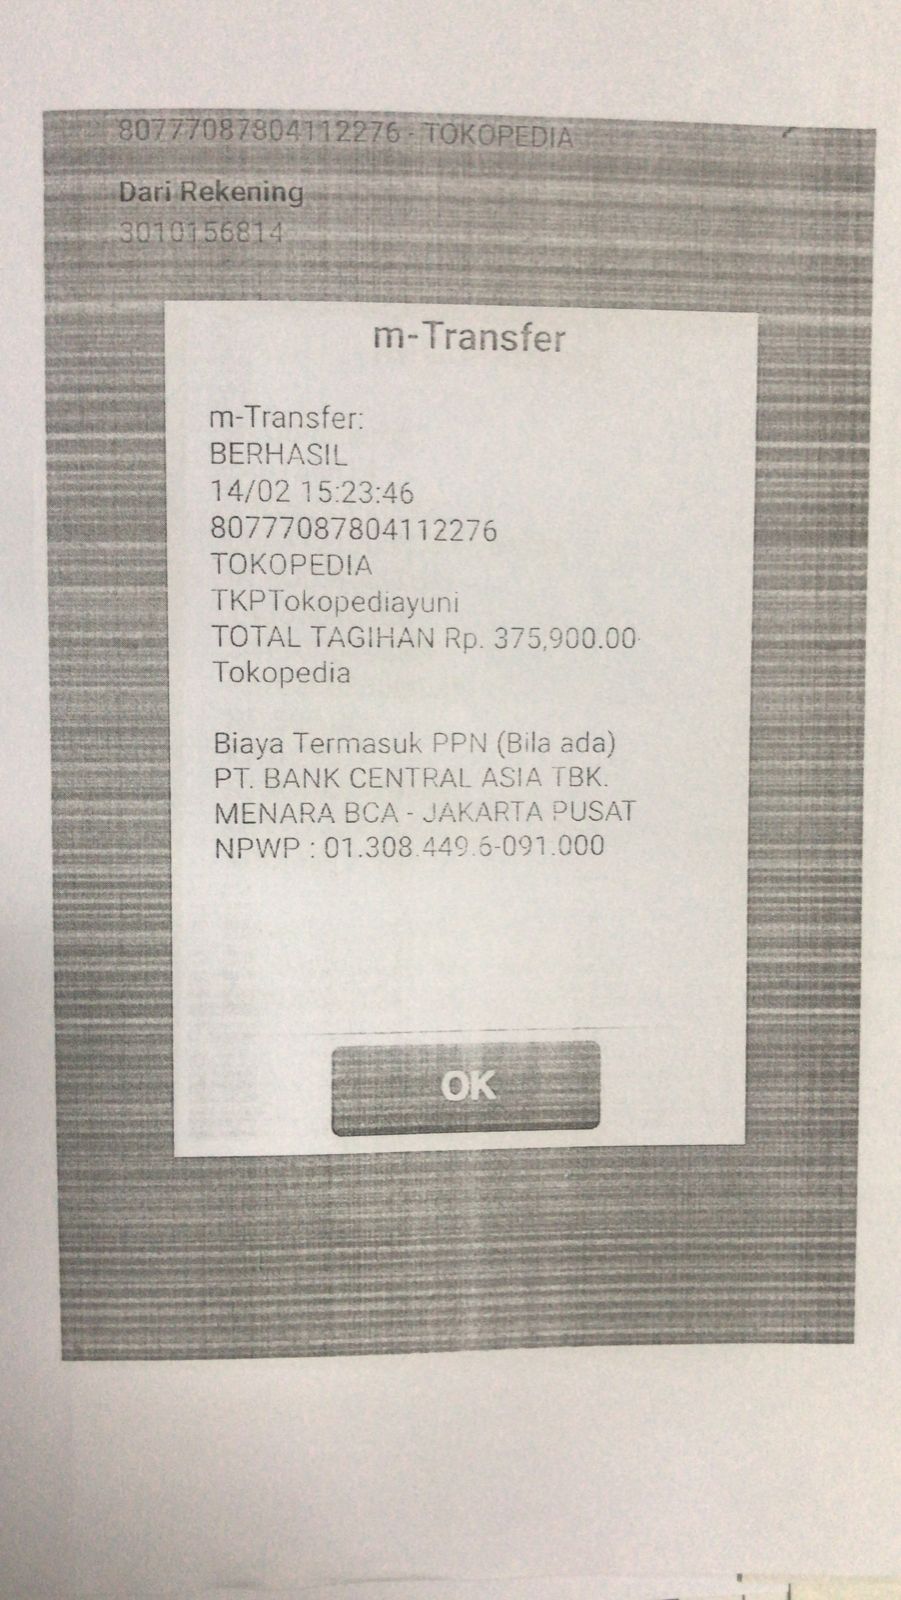 80777087804112276 - TOKOPEDIA
Dari Rekening
3010156814
m-Transfer
m-Transfer:
BERHASIL
14/02 15:23:46
80777087804112276
TOKOPEDIA
TKPTokopediayuni
TOTAL TAGIHAN Rp. 375,900.00
Tokopedia
Biaya Termasuk PPN (Bila ada)
PT. BANK CENTRAL ASIA TBK.
MENARA BCA - JAKARTA PUSAT
NPWP : 01.308.449.6-091.000
OK